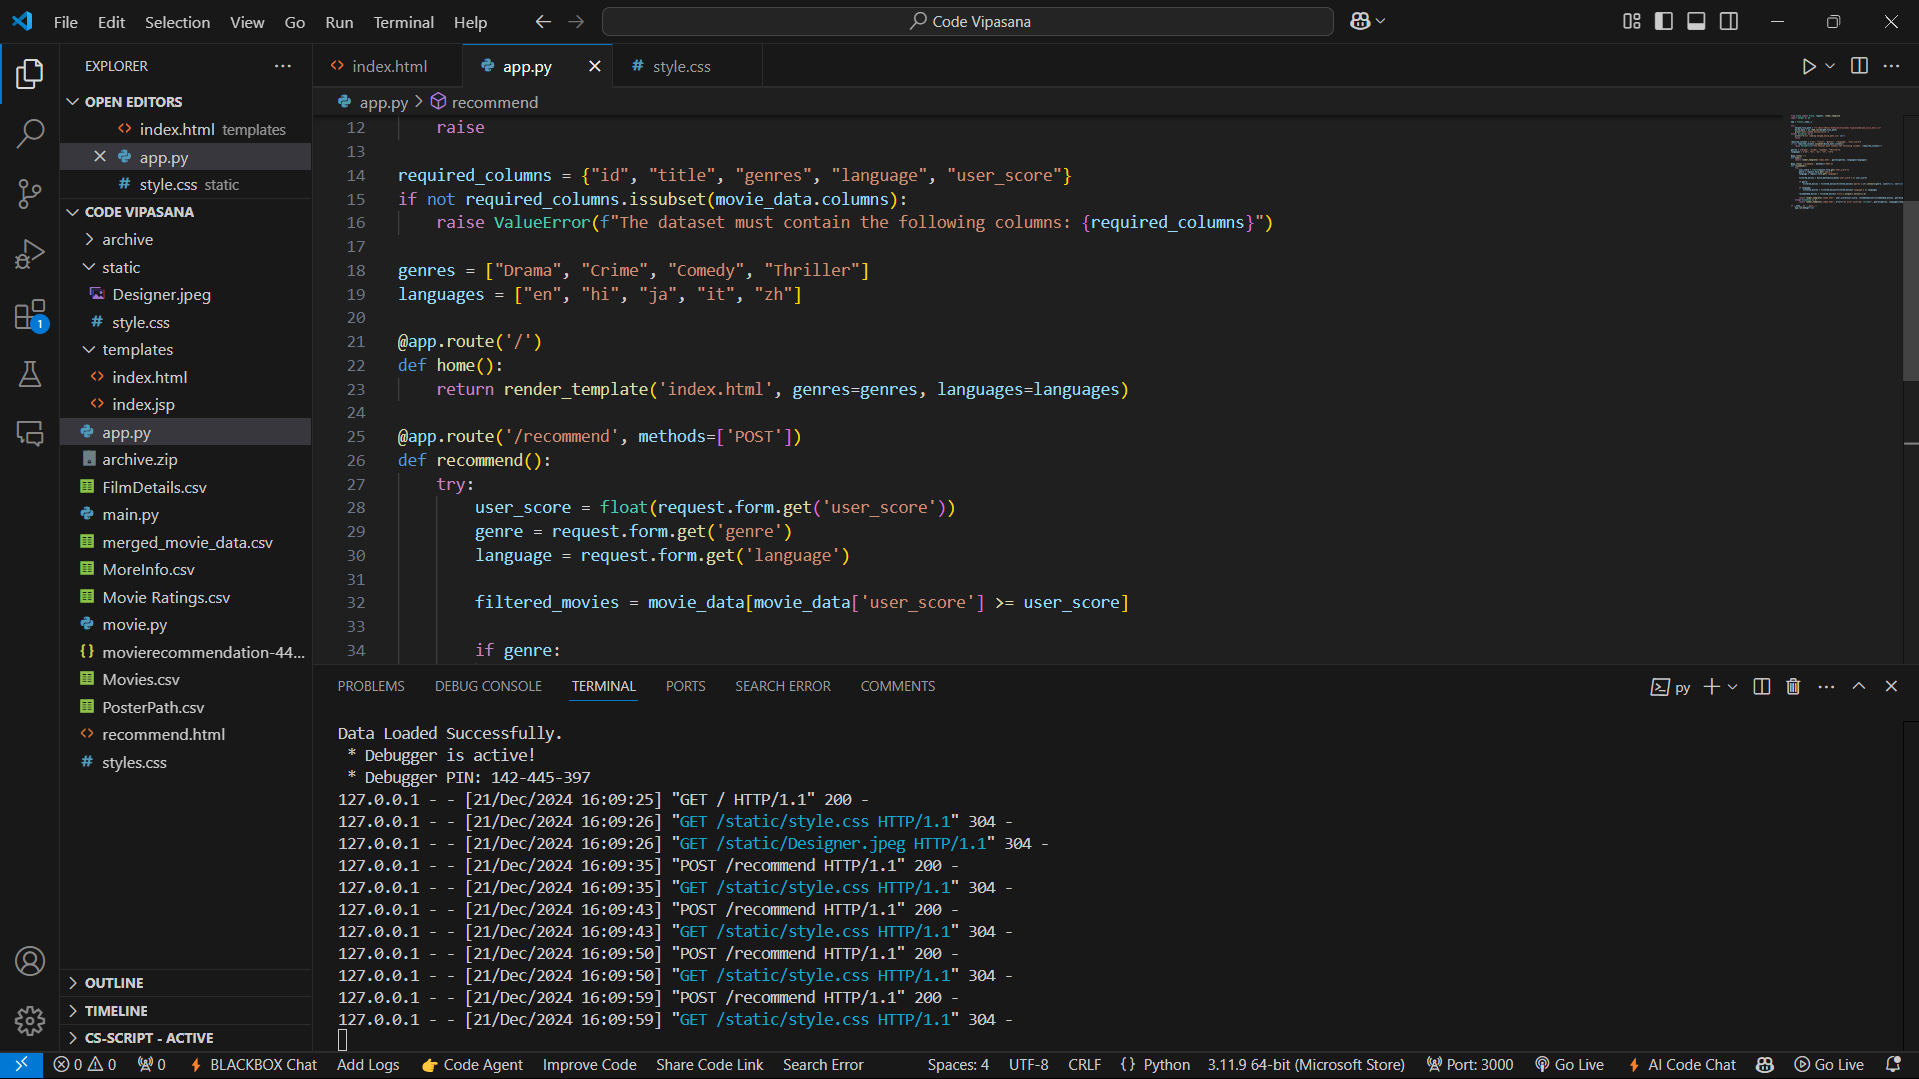 File Edit Selection View Go Run Terminal Help
Code Vipasana
EXPLORER
OPEN EDITORS
index.html templates
app.py
style.css static
CODE VIPASANA
archive
static
Designer.jpeg
style.css
templates
index.html
index.jsp
app.py
archive.zip
FilmDetails.csv
main.py
merged_movie_data.csv
MoreInfo.csv
Movie Ratings.csv
movie.py
movierecommendation-44...
Movies.csv
PosterPath.csv
recommend.html
styles.css
OUTLINE
TIMELINE
CS-SCRIPT - ACTIVE
1
index.html app.py style.css
app.py > recommend
12 raise
13
14 required_columns = {"id", "title", "genres", "language", "user_score"}
15 if not required_columns.issubset(movie_data.columns):
16 raise ValueError(f"The dataset must contain the following columns: {required_columns}")
17
18 genres = ["Drama", "Crime", "Comedy", "Thriller"]
19 languages = ["en", "hi", "ja", "it", "zh"]
20
21 @app.route('/')
22 def home():
23 return render_template('index.html', genres=genres, languages=languages)
24
25 @app.route('/recommend', methods=['POST'])
26 def recommend():
27 try:
28 user_score = float(request.form.get('user_score'))
29 genre = request.form.get('genre')
30 language = request.form.get('language')
31
32 filtered_movies = movie_data[movie_data['user_score'] >= user_score]
33
34 if genre:
PROBLEMS DEBUG CONSOLE TERMINAL PORTS SEARCH ERROR COMMENTS
py
Data Loaded Successfully.
* Debugger is active!
* Debugger PIN: 142-445-397
127.0.0.1 - - [21/Dec/2024 16:09:25] "GET / HTTP/1.1" 200 -
127.0.0.1 - - [21/Dec/2024 16:09:26] "GET /static/style.css HTTP/1.1" 304 -
127.0.0.1 - - [21/Dec/2024 16:09:26] "GET /static/Designer.jpeg HTTP/1.1" 304 -
127.0.0.1 - - [21/Dec/2024 16:09:35] "POST /recommend HTTP/1.1" 200 -
127.0.0.1 - - [21/Dec/2024 16:09:35] "GET /static/style.css HTTP/1.1" 304 -
127.0.0.1 - - [21/Dec/2024 16:09:43] "POST /recommend HTTP/1.1" 200 -
127.0.0.1 - - [21/Dec/2024 16:09:43] "GET /static/style.css HTTP/1.1" 304 -
127.0.0.1 - - [21/Dec/2024 16:09:50] "POST /recommend HTTP/1.1" 200 -
127.0.0.1 - - [21/Dec/2024 16:09:50] "GET /static/style.css HTTP/1.1" 304 -
127.0.0.1 - - [21/Dec/2024 16:09:59] "POST /recommend HTTP/1.1" 200 -
127.0.0.1 - - [21/Dec/2024 16:09:59] "GET /static/style.css HTTP/1.1" 304 -
0 0 0 BLACKBOX Chat Add Logs Code Agent Improve Code Share Code Link Search Error Spaces: 4 UTF-8 CRLF {} Python 3.11.9 64-bit (Microsoft Store) Port: 3000 Go Live AI Code Chat Go Live